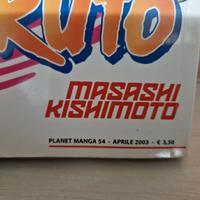 RUTO
MASASHI
KISHIMOTO
PLANET MANGA 54 - APRILE 2003 - € 3,50